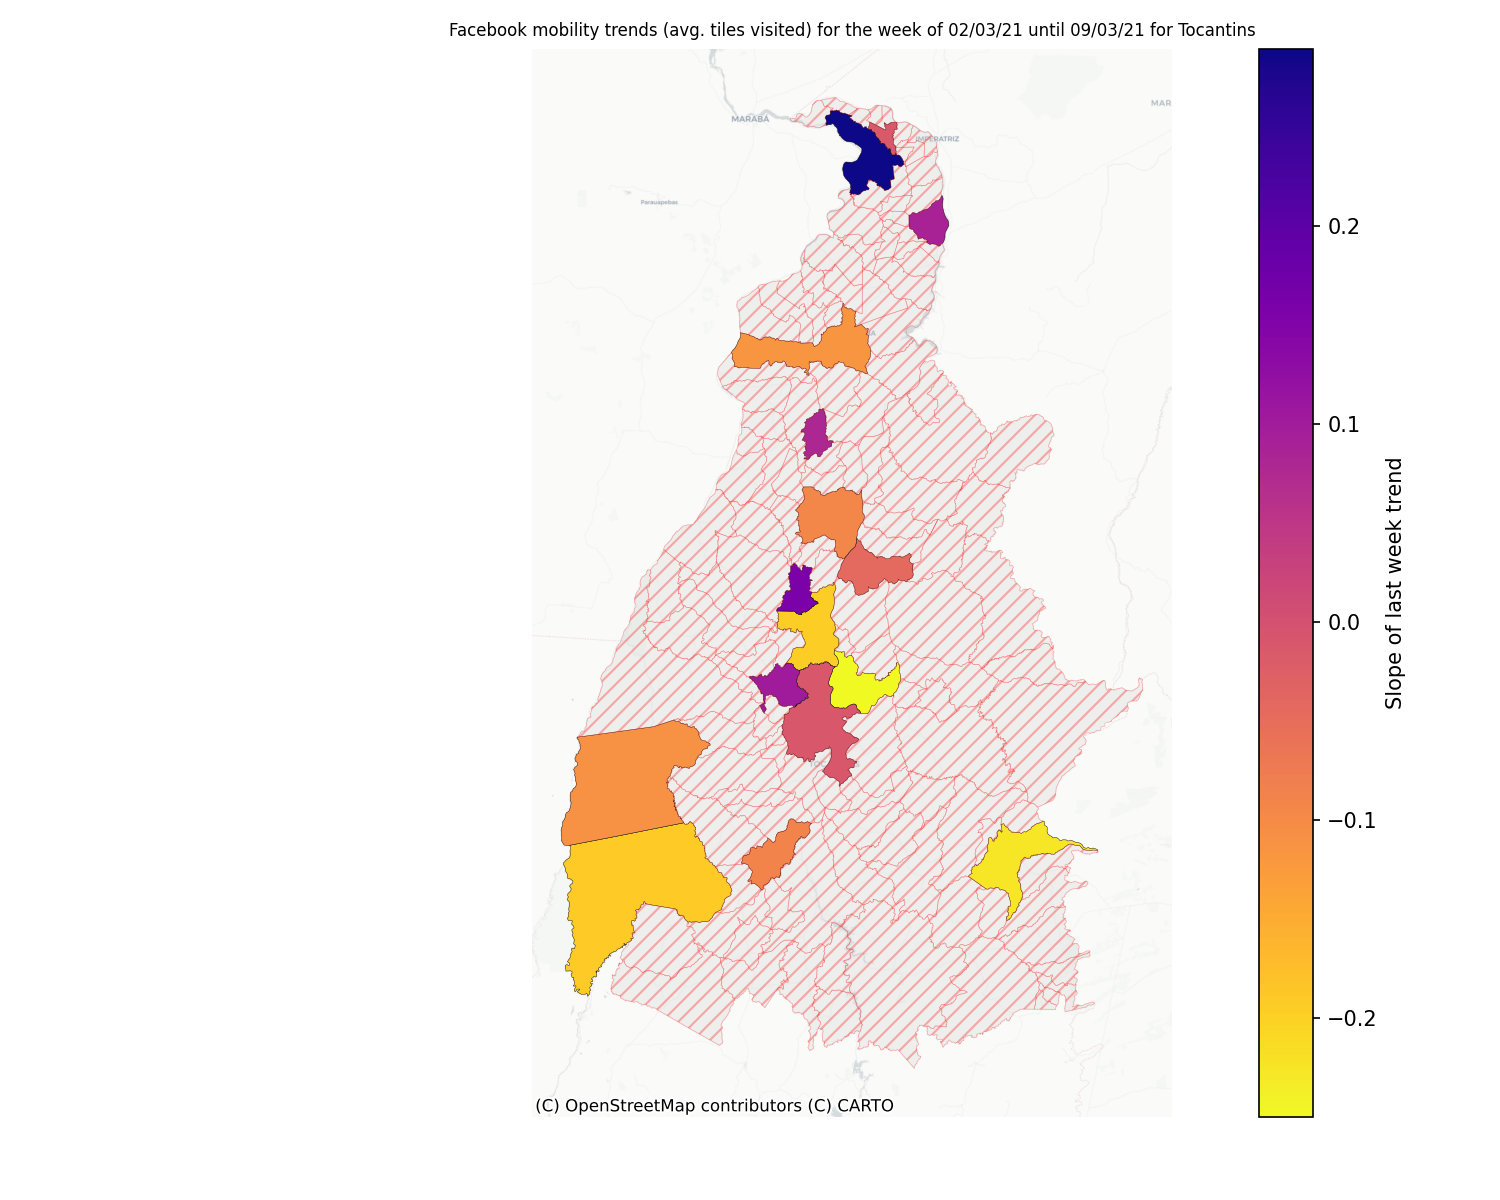 Facebook mobility trends (avg. tiles visited) for the week of 02/03/21 until 09/03/21 for Tocantins
MAR
MARABÁ
IMPERATRIZ
Parauapebas
0.2
0.1
0.0
−0.1
−0.2
Slope of last week trend
(C) OpenStreetMap contributors (C) CARTO